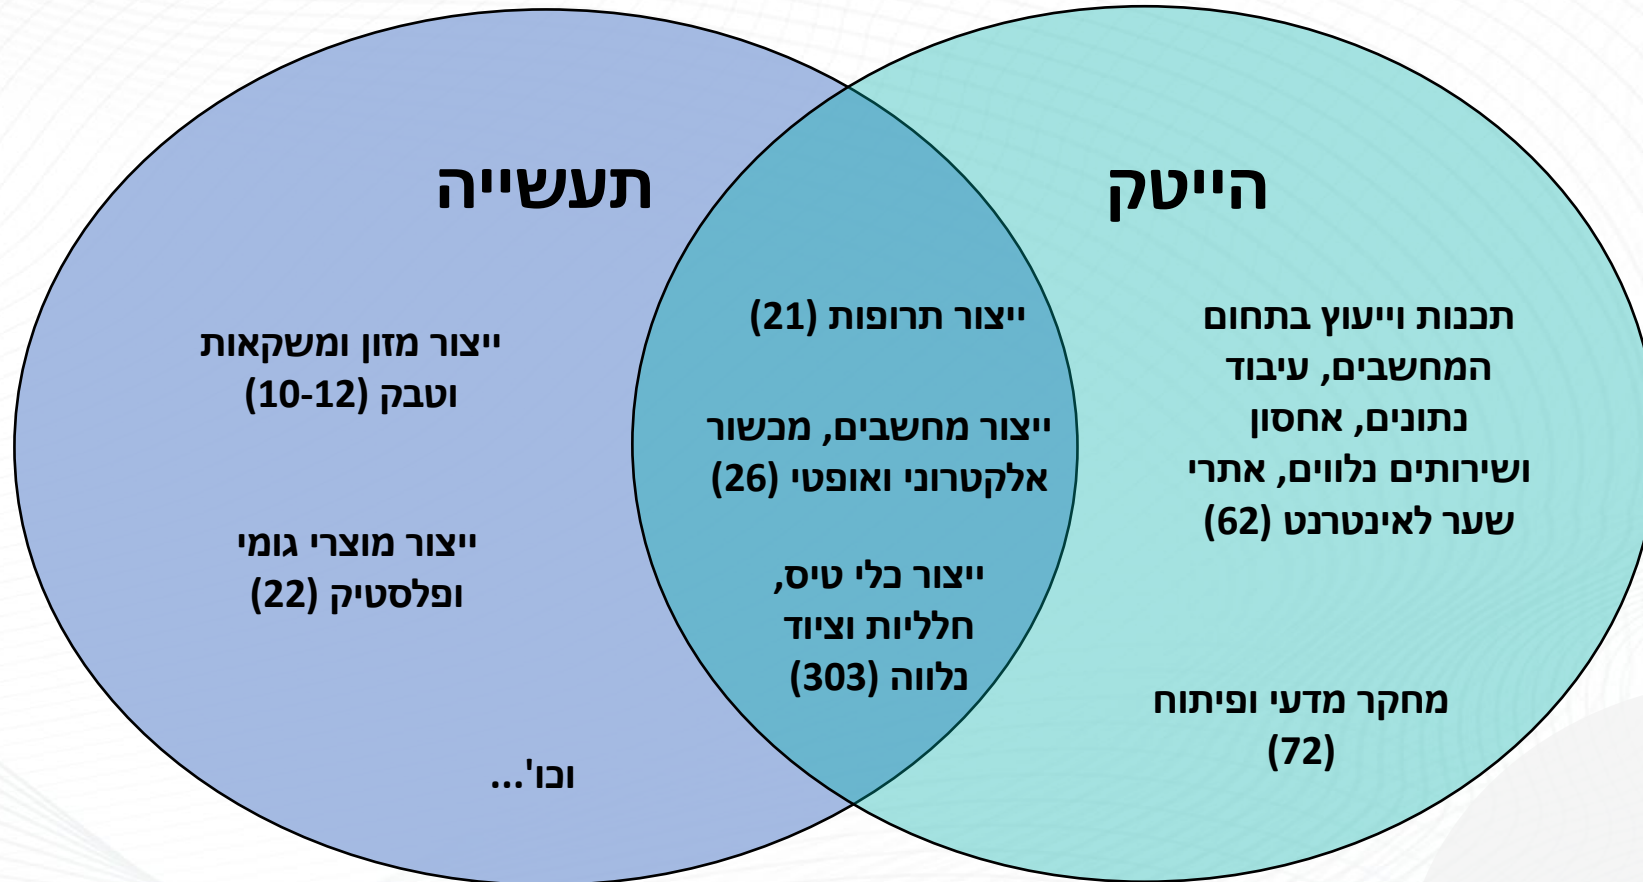 הייטק
תכנות וייעוץ בתחום
המחשבים, עיבוד
נתונים, אחסון
ושירותים נלווים, אתרי
שער לאינטרנט (62)
מחקר מדעי ופיתוח
(72)
ייצור תרופות (21)
ייצור מחשבים, מכשור
אלקטרוני ואופטי (26)
ייצור כלי טיס,
חלליות וציוד
נלווה (303)
תעשייה
ייצור מזון ומשקאות
וטבק (10-12)
ייצור מוצרי גומי
ופלסטיק (22)
וכו'...